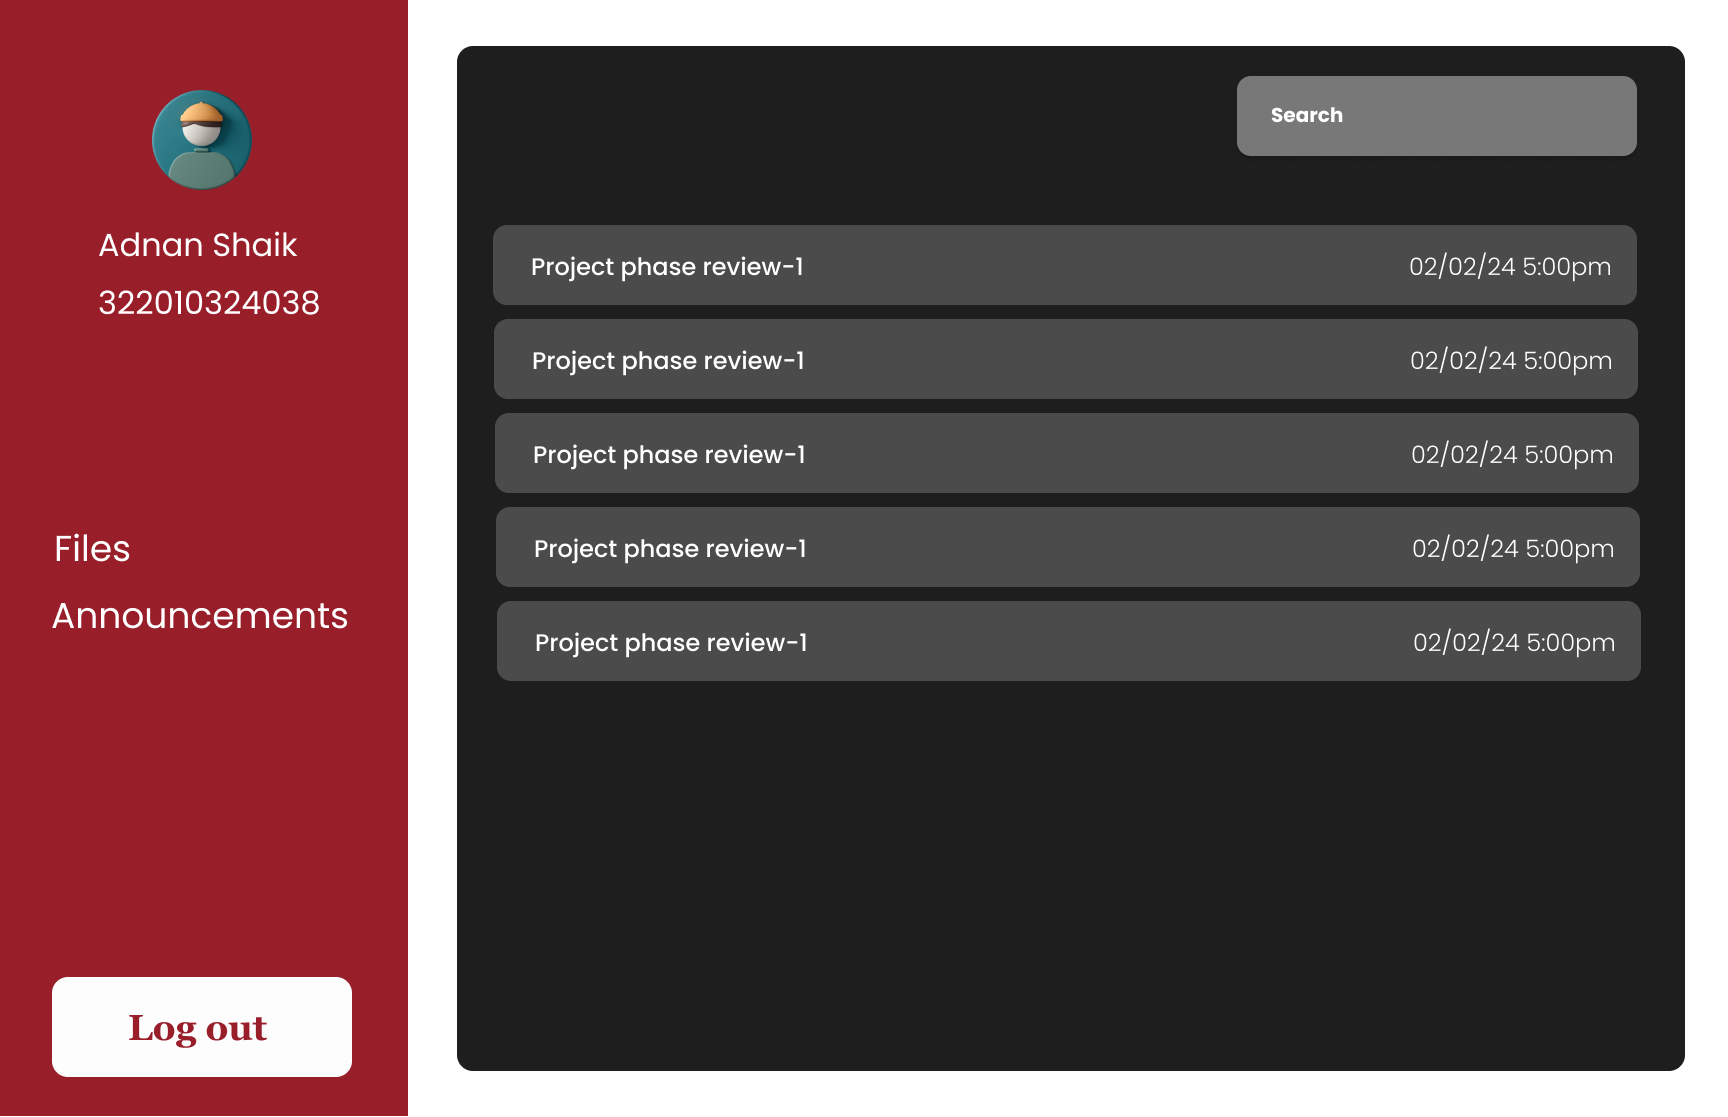 Adnan Shaik
322010324038
Files
Announcements
Log out
Search
Project phase review-1 02/02/24 5:00pm
Project phase review-1 02/02/24 5:00pm
Project phase review-1 02/02/24 5:00pm
Project phase review-1 02/02/24 5:00pm
Project phase review-1 02/02/24 5:00pm